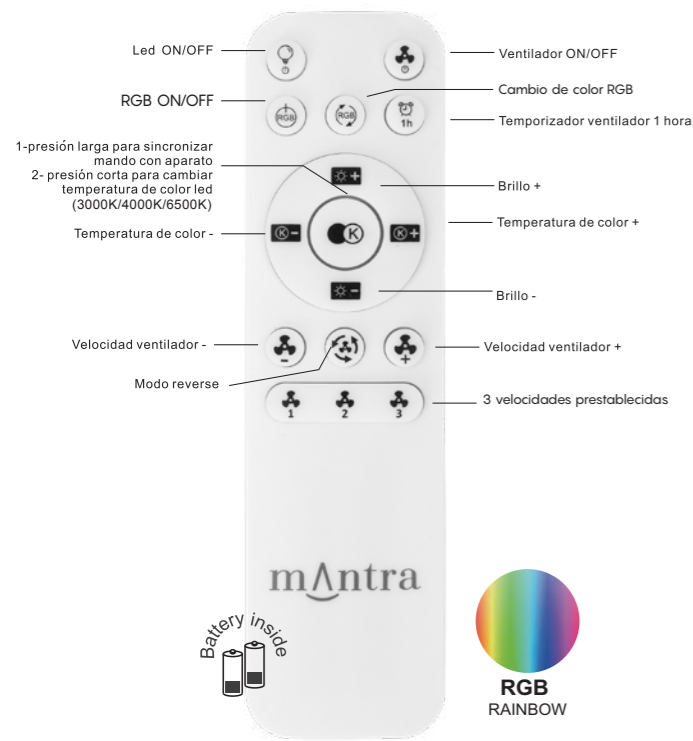 Led ON/OFF
Ventilador ON/OFF
RGB ON/OFF
Cambio de color RGB
RGB
RGB
1h
Temporizador ventilador 1 hora
1-presión larga para sincronizar
mando con aparato
2- presión corta para cambiar
temperatura de color led
(3000K/4000K/6500K)
+
Brillo +
Temperatura de color +
K -
K
K +
Temperatura de color -
-
Brillo -
Velocidad ventilador -
-
+
Velocidad ventilador +
Modo reverse
1
2
3
3 velocidades prestablecidas
mantra
Battery inside
RGB
RAINBOW